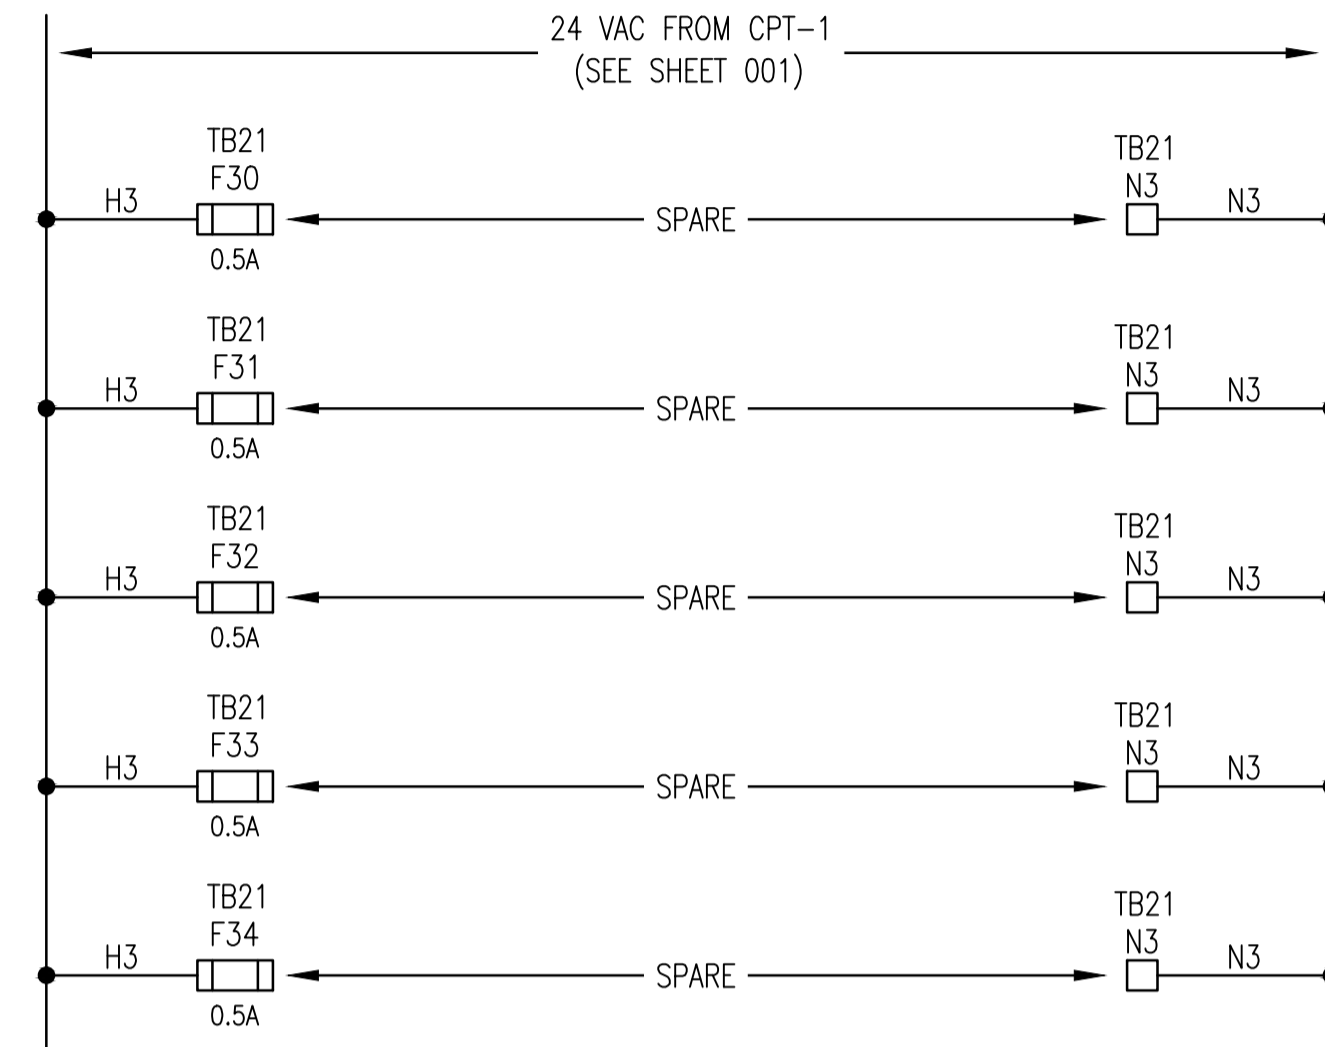 24 VAC FROM CPT-1
(SEE SHEET 001)
TB21
F30
H3
0.5A
SPARE
TB21
N3
N3
TB21
F31
H3
0.5A
SPARE
TB21
N3
N3
TB21
F32
H3
0.5A
SPARE
TB21
N3
N3
TB21
F33
H3
0.5A
SPARE
TB21
N3
N3
TB21
F34
H3
0.5A
SPARE
TB21
N3
N3